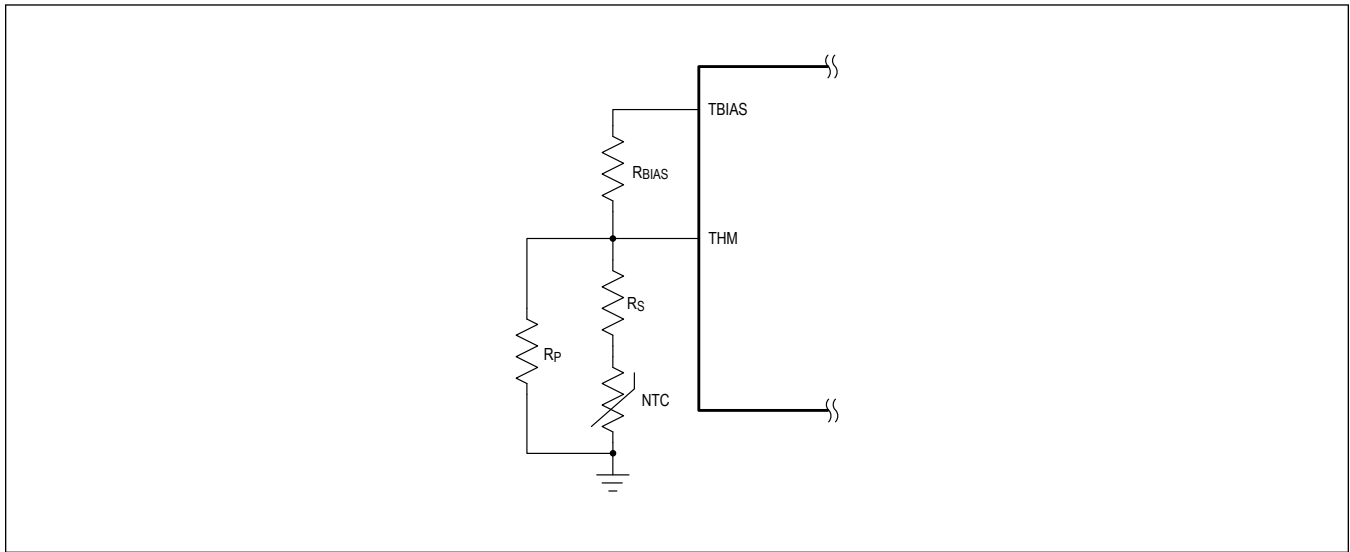 TBIAS
RBIAS
THM
RS
RP
NTC